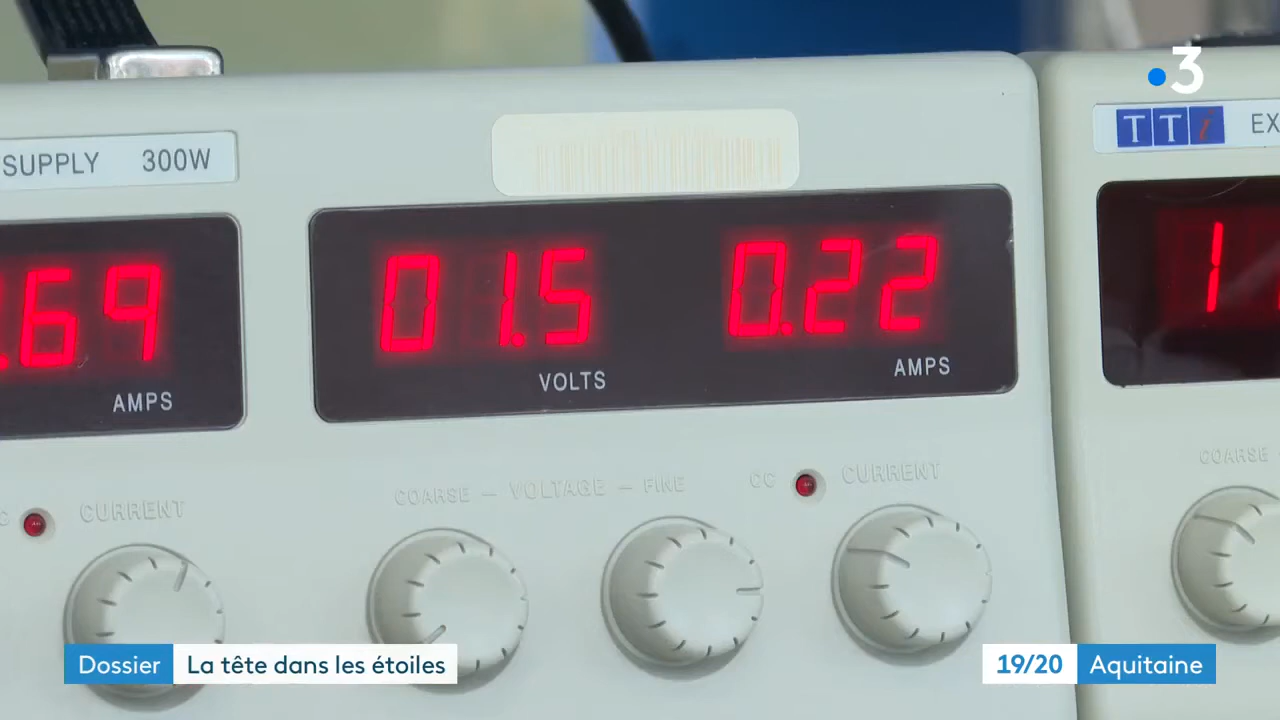 3
SUPPLY 300W
TTi EX
.69
01.5 0.22
1
AMPS
VOLTS
AMPS
COARSE – VOLTAGE – FINE
CC
CURRENT
C
CURRENT
COARSE
Dossier La tête dans les étoiles
19/20 Aquitaine